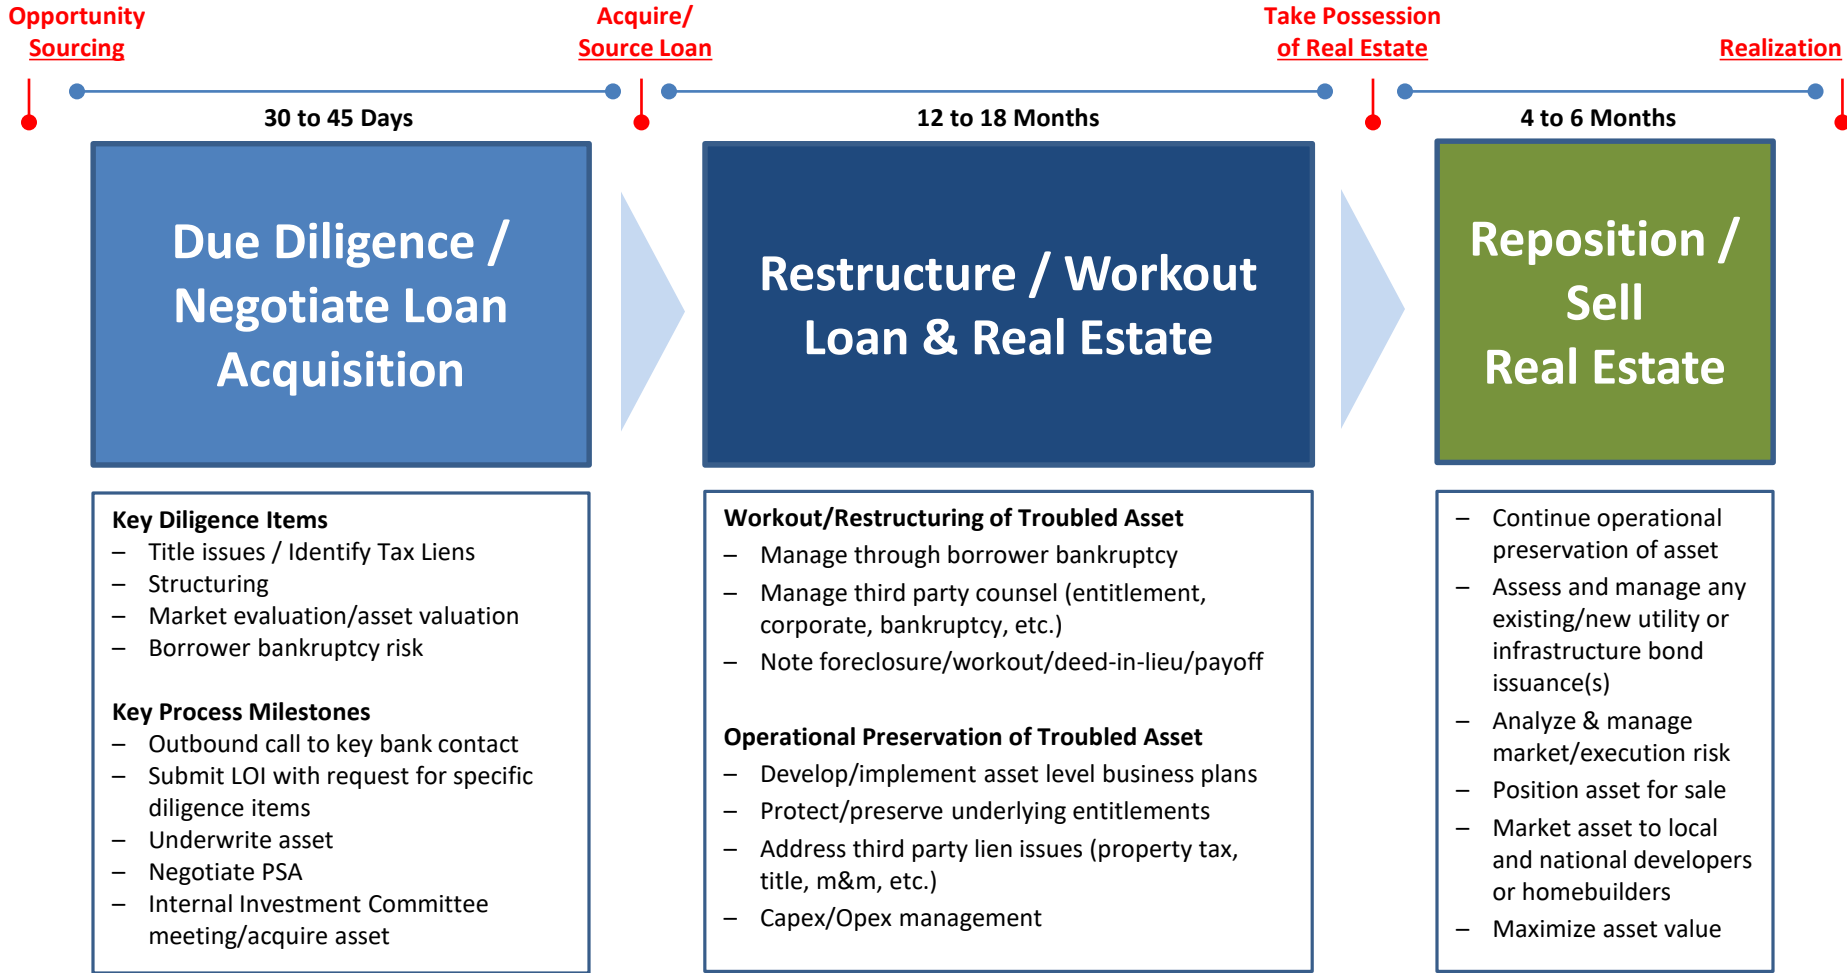 Opportunity
Sourcing
Acquire/
Source Loan
Take Possession
of Real Estate
Realization
30 to 45 Days
12 to 18 Months
4 to 6 Months
Due Diligence /
Negotiate Loan
Acquisition
Restructure / Workout
Loan & Real Estate
Reposition /
Sell
Real Estate
Key Diligence Items
– Title issues / Identify Tax Liens
– Structuring
– Market evaluation/asset valuation
– Borrower bankruptcy risk
Key Process Milestones
– Outbound call to key bank contact
– Submit LOI with request for specific
diligence items
– Underwrite asset
– Negotiate PSA
– Internal Investment Committee
meeting/acquire asset
Workout/Restructuring of Troubled Asset
– Manage through borrower bankruptcy
– Manage third party counsel (entitlement,
corporate, bankruptcy, etc.)
– Note foreclosure/workout/deed-in-lieu/payoff
Operational Preservation of Troubled Asset
– Develop/implement asset level business plans
– Protect/preserve underlying entitlements
– Address third party lien issues (property tax,
title, m&m, etc.)
– Capex/Opex management
– Continue operational
preservation of asset
– Assess and manage any
existing/new utility or
infrastructure bond
issuance(s)
– Analyze & manage
market/execution risk
– Position asset for sale
– Market asset to local
and national developers
or homebuilders
– Maximize asset value